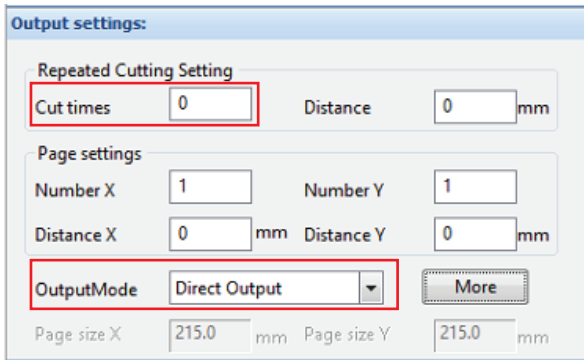 Output settings:
Repeated Cutting Setting
Cut times 0 Distance 0 mm
Page settings
Number X 1 Number Y 1
Distance X 0 mm Distance Y 0 mm
OutputMode Direct Output More
Page size X 215.0 mm Page size Y 215.0 mm